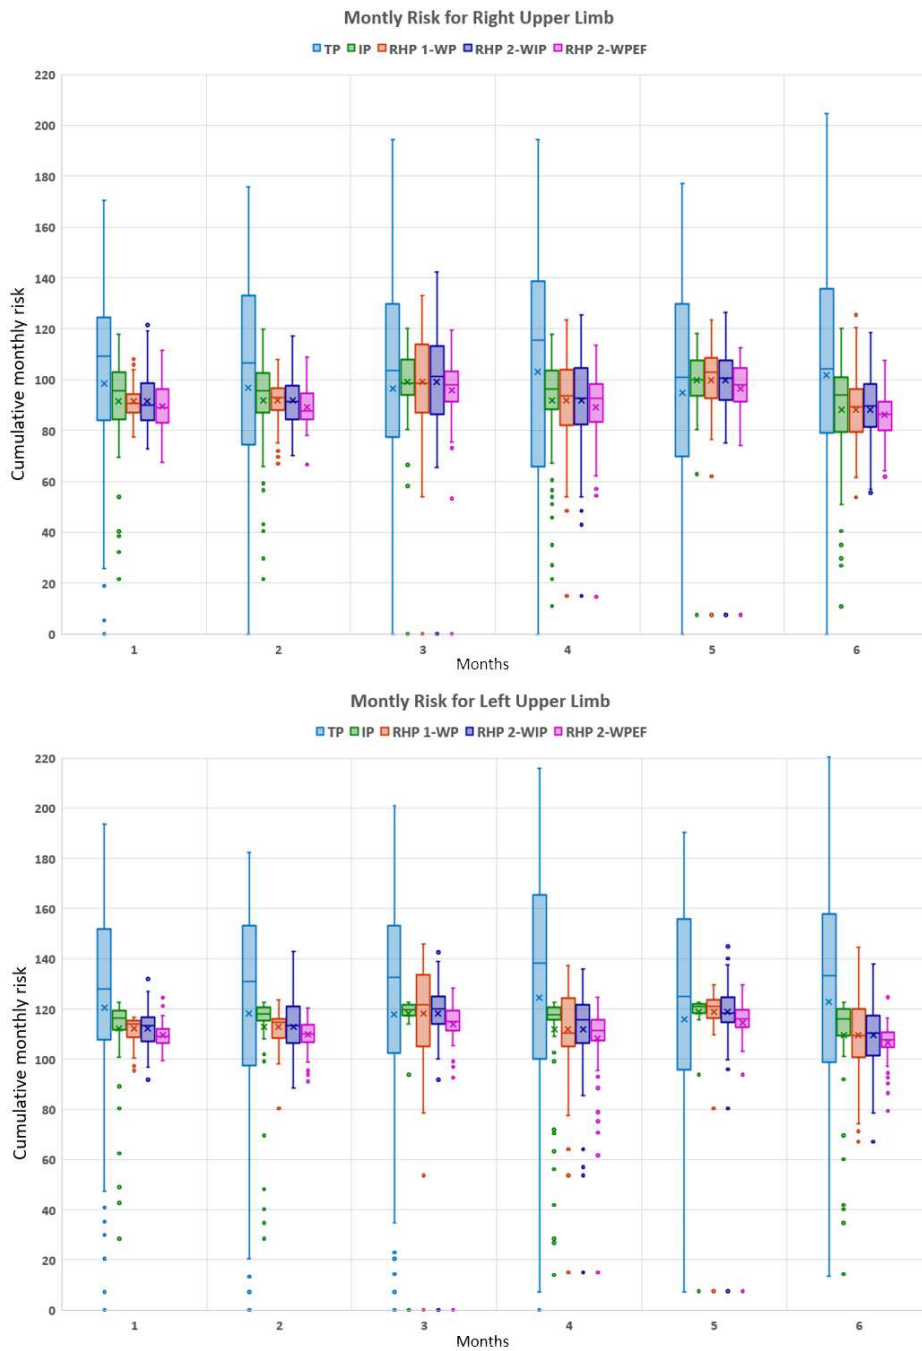 Montly Risk for Right Upper Limb
TP IP RHP 1-WP RHP 2-WIP RHP 2-WPEF
220
200
180
160
140
120
100
80
60
40
20
0
Cumulative monthly risk
1 2 3 4 5 6
Months
Montly Risk for Left Upper Limb
TP IP RHP 1-WP RHP 2-WIP RHP 2-WPEF
220
200
180
160
140
120
100
80
60
40
20
0
Cumulative monthly risk
1 2 3 4 5 6
Months